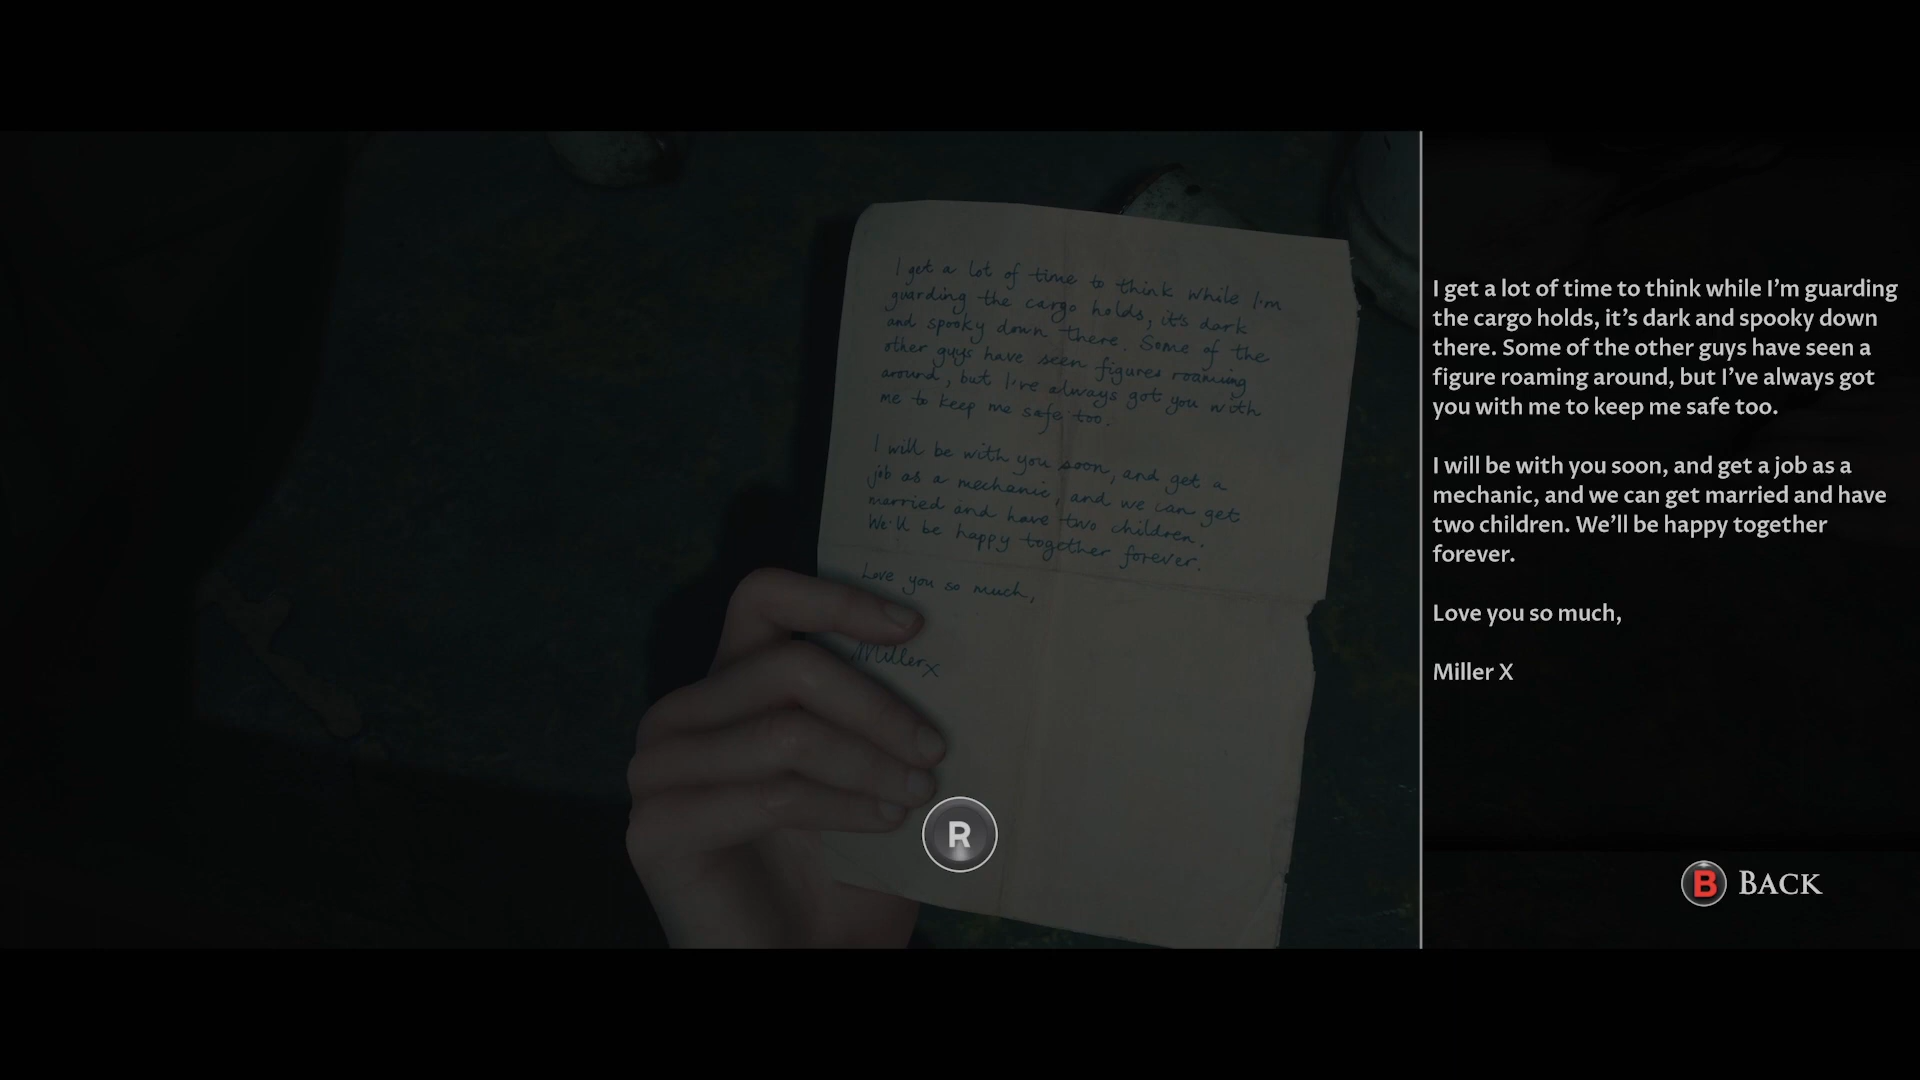 I get a lot of time to think while I'm
guarding the cargo holds, it's dark
and spooky down there. Some of the
other guys have seen figures roaming
around, but I've always got you with
me to keep me safe too.
I will be with you soon, and get a
job as a mechanic, and we can get
married and have two children.
We'll be happy together forever.
Love you so much,
Miller x
R
I get a lot of time to think while I'm guarding
the cargo holds, it's dark and spooky down
there. Some of the other guys have seen a
figure roaming around, but I've always got
you with me to keep me safe too.
I will be with you soon, and get a job as a
mechanic, and we can get married and have
two children. We'll be happy together
forever.
Love you so much,
Miller X
B BACK